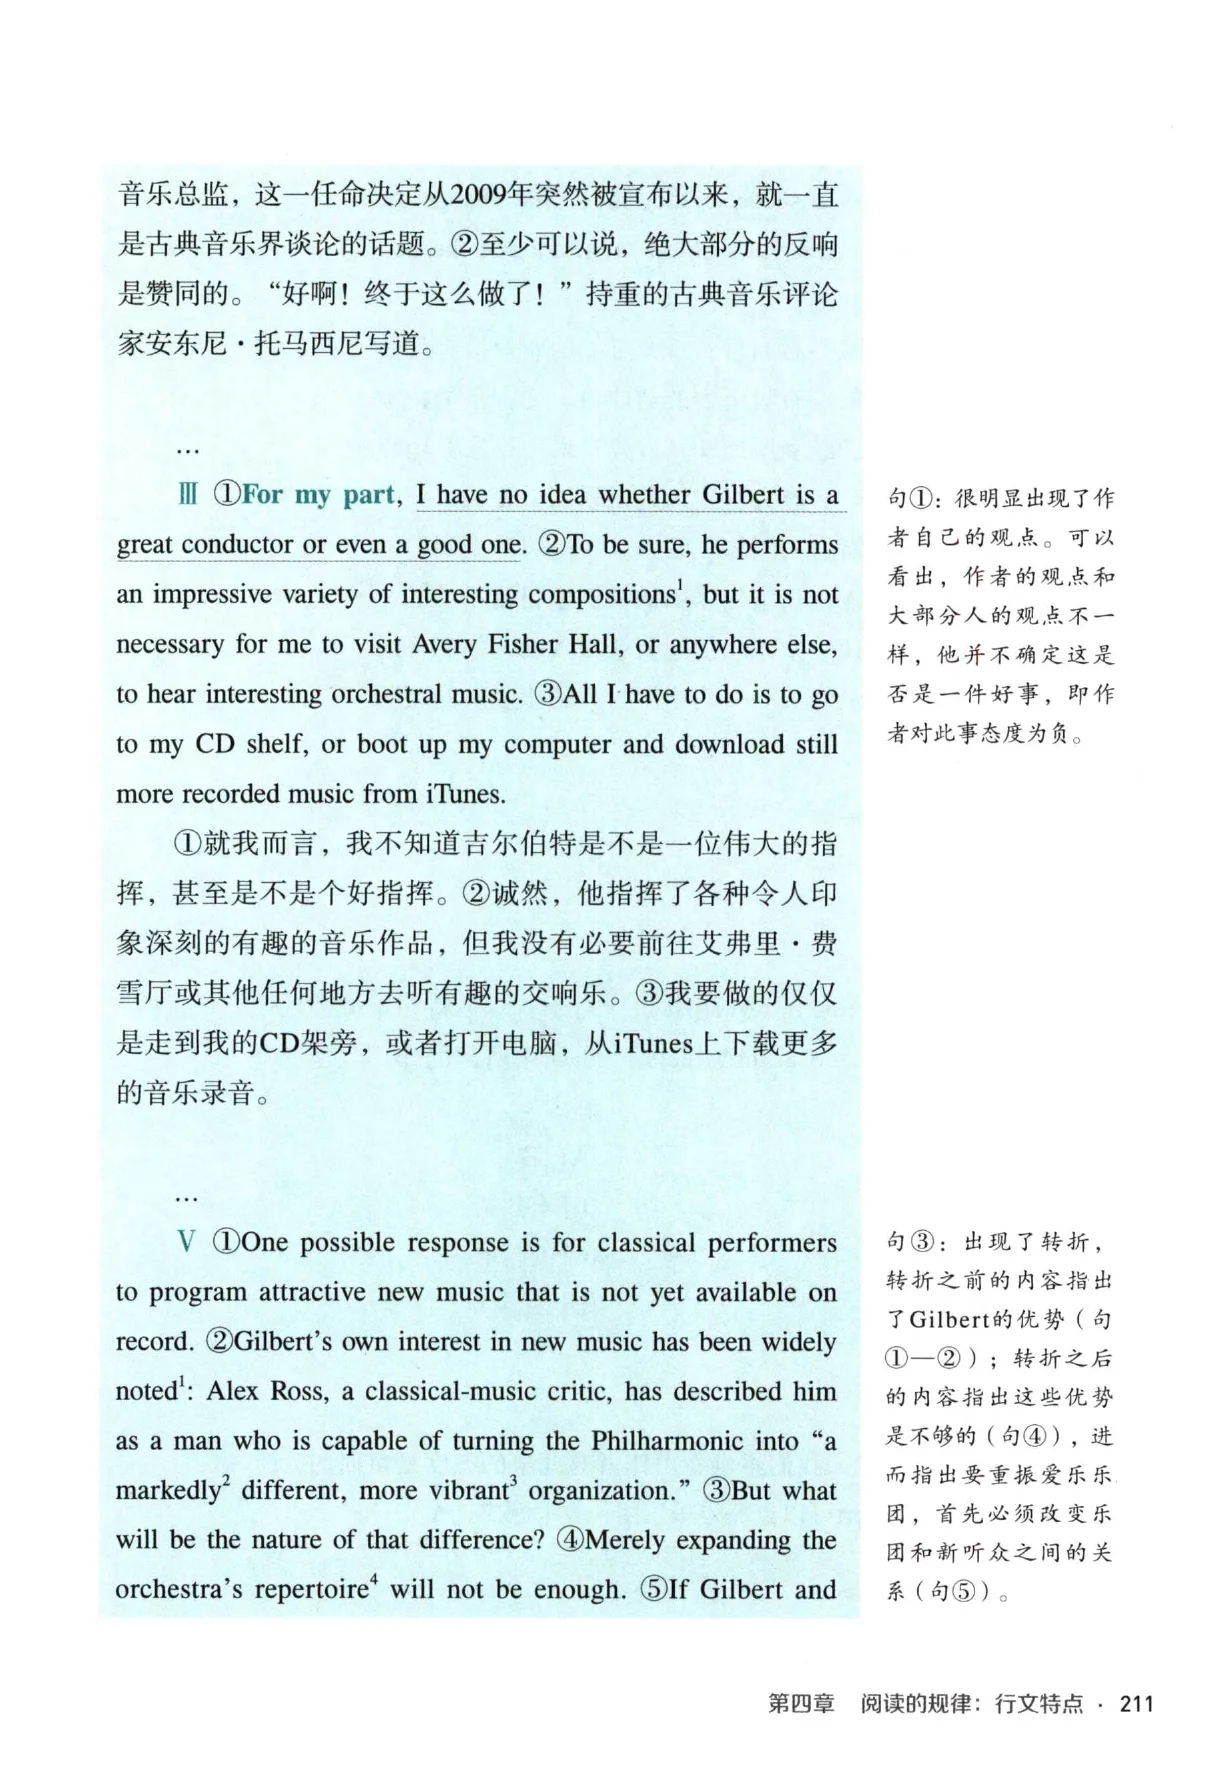 音乐总监，这一任命决定从2009年突然被宣布以来，就一直
是古典音乐界谈论的话题。②至少可以说，绝大部分的反响
是赞同的。“好啊！终于这么做了！”持重的古典音乐评论
家安东尼·托马西尼写道。
…
Ⅲ ①For my part, I have no idea whether Gilbert is a
great conductor or even a good one. ②To be sure, he performs
an impressive variety of interesting compositions¹, but it is not
necessary for me to visit Avery Fisher Hall, or anywhere else,
to hear interesting orchestral music. ③All I have to do is to go
to my CD shelf, or boot up my computer and download still
more recorded music from iTunes.
①就我而言，我不知道吉尔伯特是不是一位伟大的指
挥，甚至是不是个好指挥。②诚然，他指挥了各种令人印
象深刻的有趣的音乐作品，但我没有必要前往艾弗里·费
雪厅或其他任何地方去听有趣的交响乐。③我要做的仅仅
是走到我的CD架旁，或者打开电脑，从iTunes上下载更多
的音乐录音。
…
Ⅴ ①One possible response is for classical performers
to program attractive new music that is not yet available on
record. ②Gilbert’s own interest in new music has been widely
noted¹: Alex Ross, a classical-music critic, has described him
as a man who is capable of turning the Philharmonic into “a
markedly² different, more vibrant³ organization.” ③But what
will be the nature of that difference? ④Merely expanding the
orchestra’s repertoire⁴ will not be enough. ⑤If Gilbert and
句①：很明显出现了作
者自己的观点。可以
看出，作者的观点和
大部分人的观点不一
样，他并不确定这是
否是一件好事，即作
者对此事态度为负。
句③：出现了转折，
转折之前的内容指出
了Gilbert的优势（句
①—②）；转折之后
的内容指出这些优势
是不够的（句④），进
而指出要重振爱乐乐
团，首先必须改变乐
团和新听众之间的关
系（句⑤）。
第四章 阅读的规律：行文特点 · 211